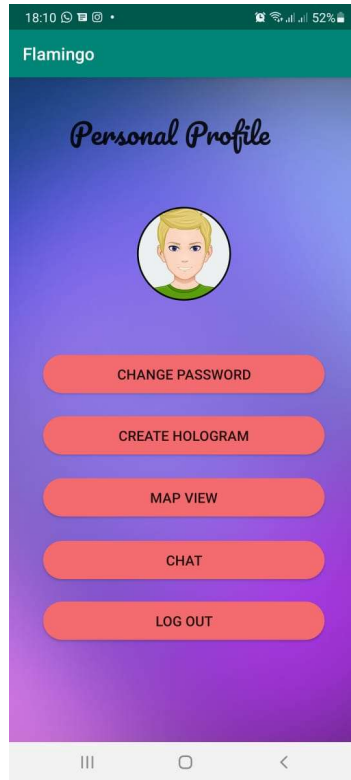 18:10 52%
Flamingo
Personal Profile
CHANGE PASSWORD
CREATE HOLOGRAM
MAP VIEW
CHAT
LOG OUT